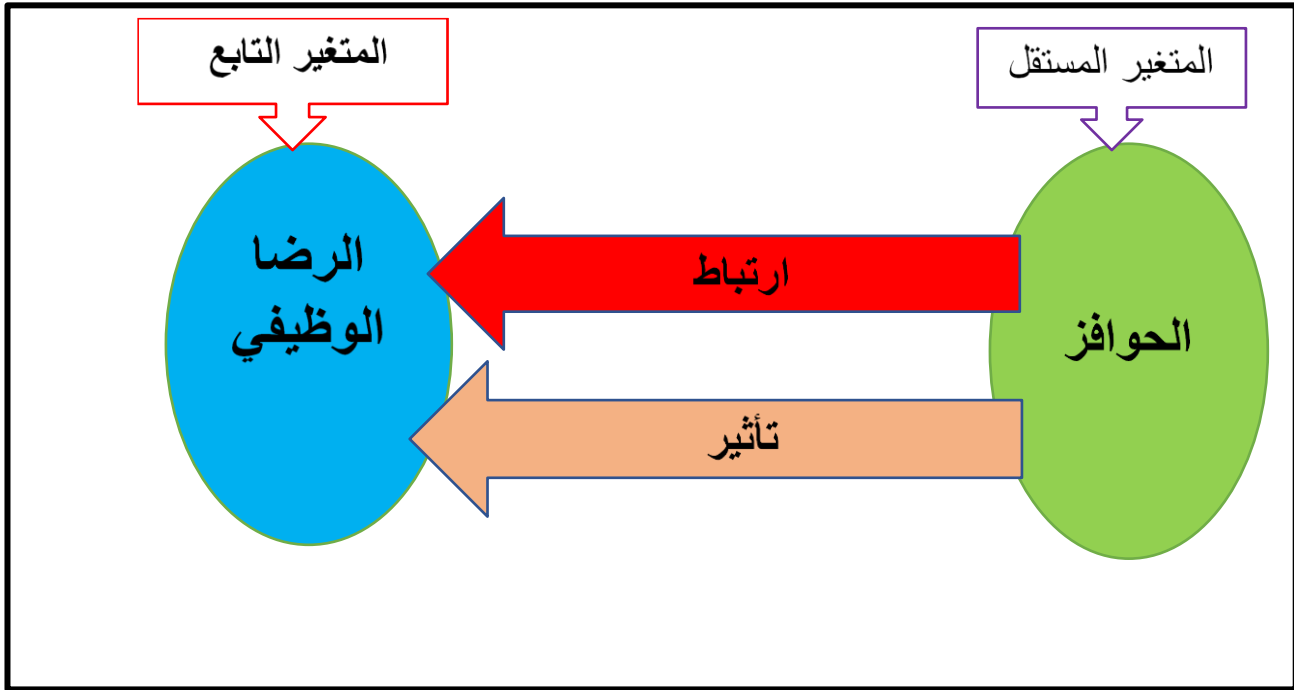 المتغير المستقل
المتغير التابع
الحوافز
ارتباط
تأثير
الرضا
الوظيفي